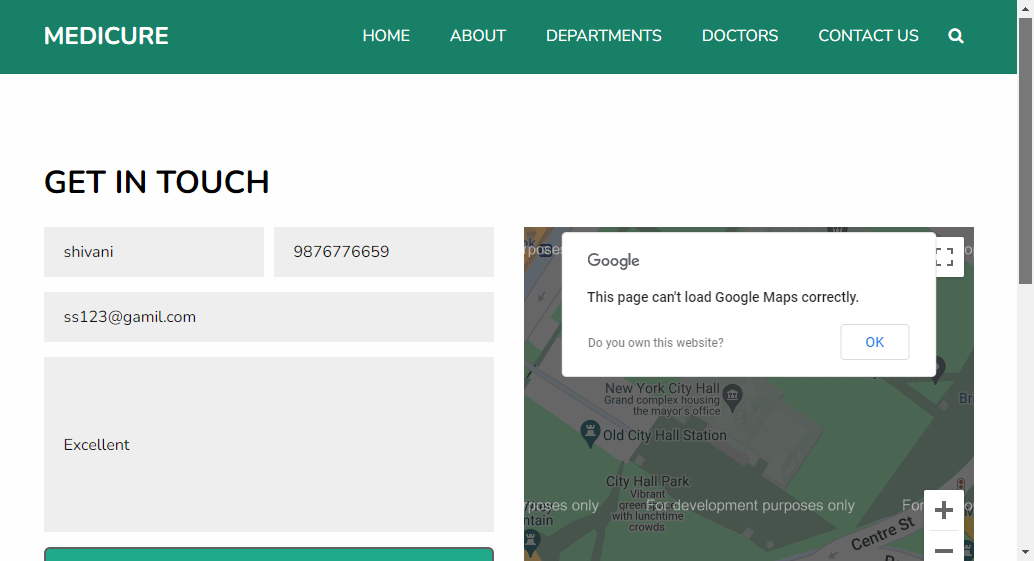 MEDICURE
HOME ABOUT DEPARTMENTS DOCTORS CONTACT US
GET IN TOUCH
shivani 9876776659
ss123@gamil.com
Excellent
Google
This page can't load Google Maps correctly.
Do you own this website? OK
New York City Hall
Grand complex housing
the mayor's office
Old City Hall Station
City Hall Park
Vibrant
green
with lunchtime
crowds
purposes only For development purposes only For
Centre St